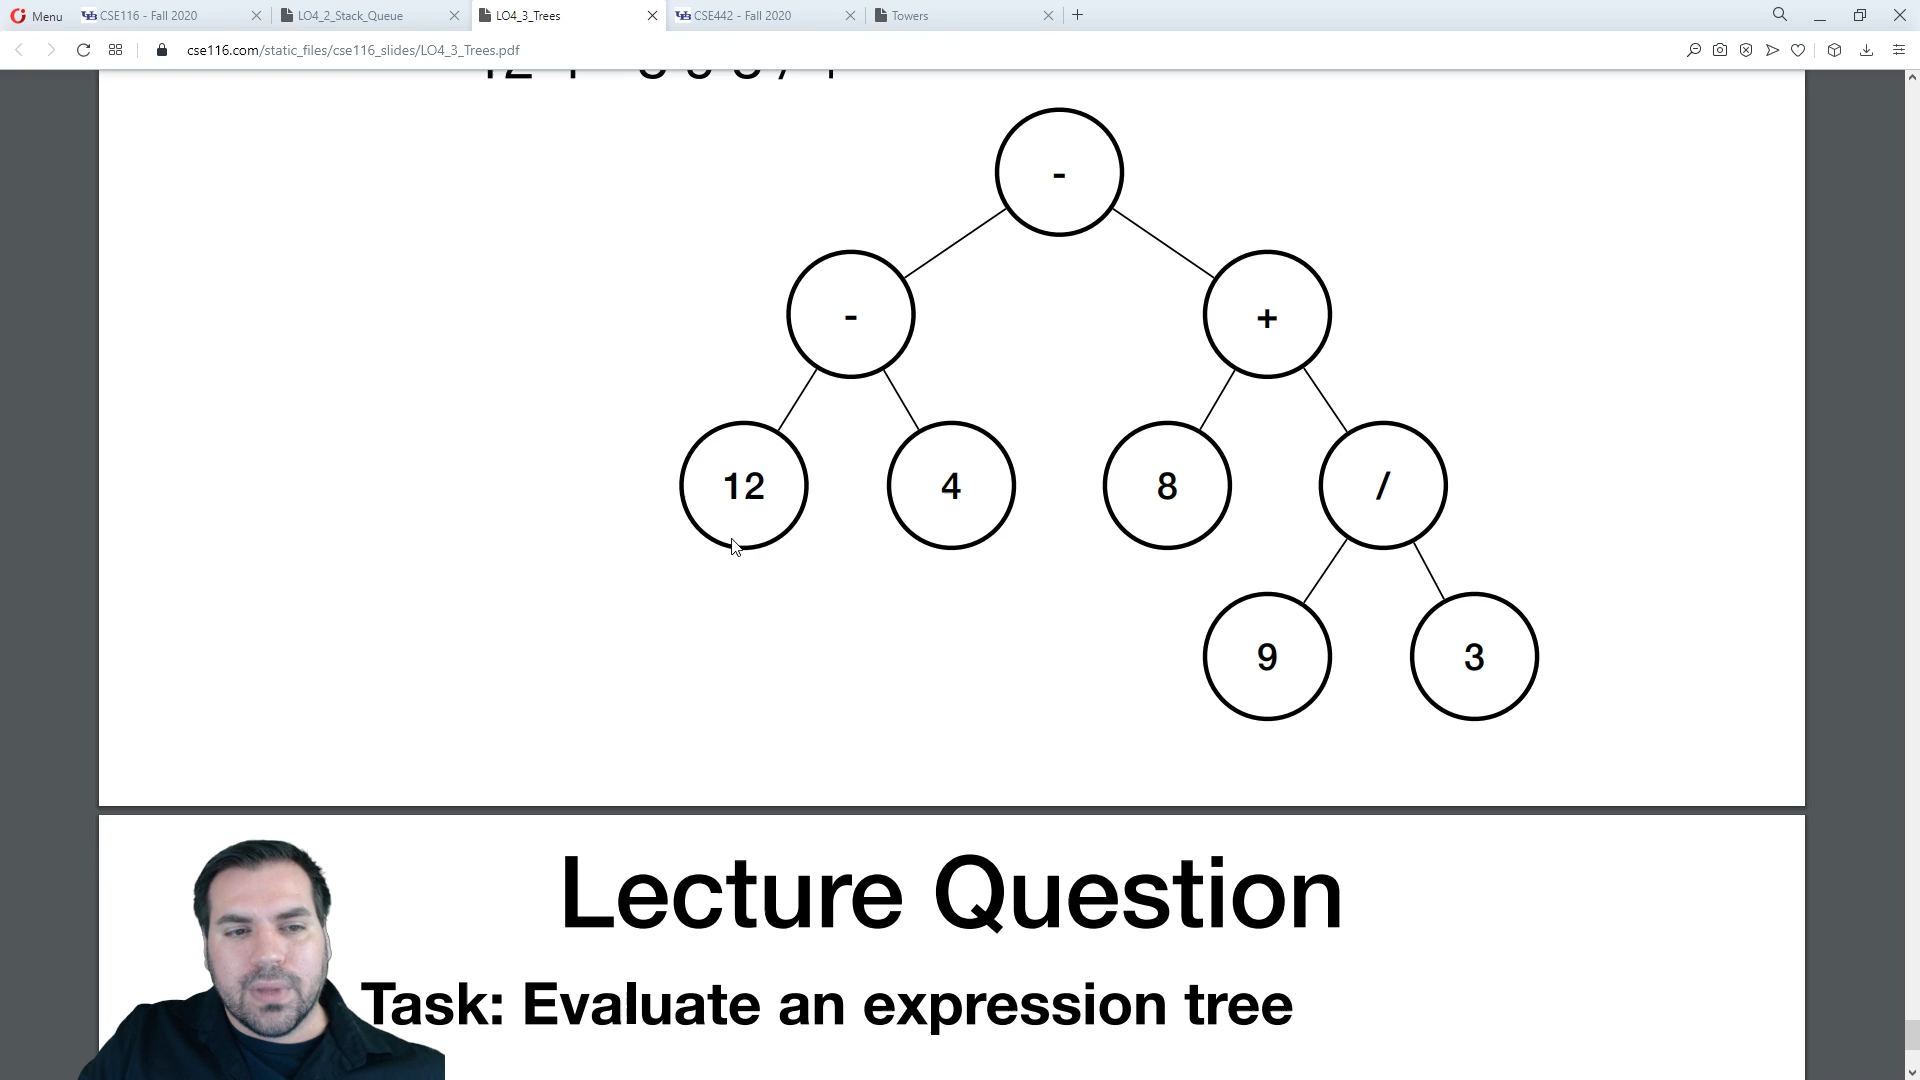 Menu
CSE116 - Fall 2020
LO4_2_Stack_Queue
LO4_3_Trees
CSE442 - Fall 2020
Towers
cse116.com/static_files/cse116_slides/LO4_3_Trees.pdf
-
- +
12 4 8 /
9 3
Lecture Question
Task: Evaluate an expression tree